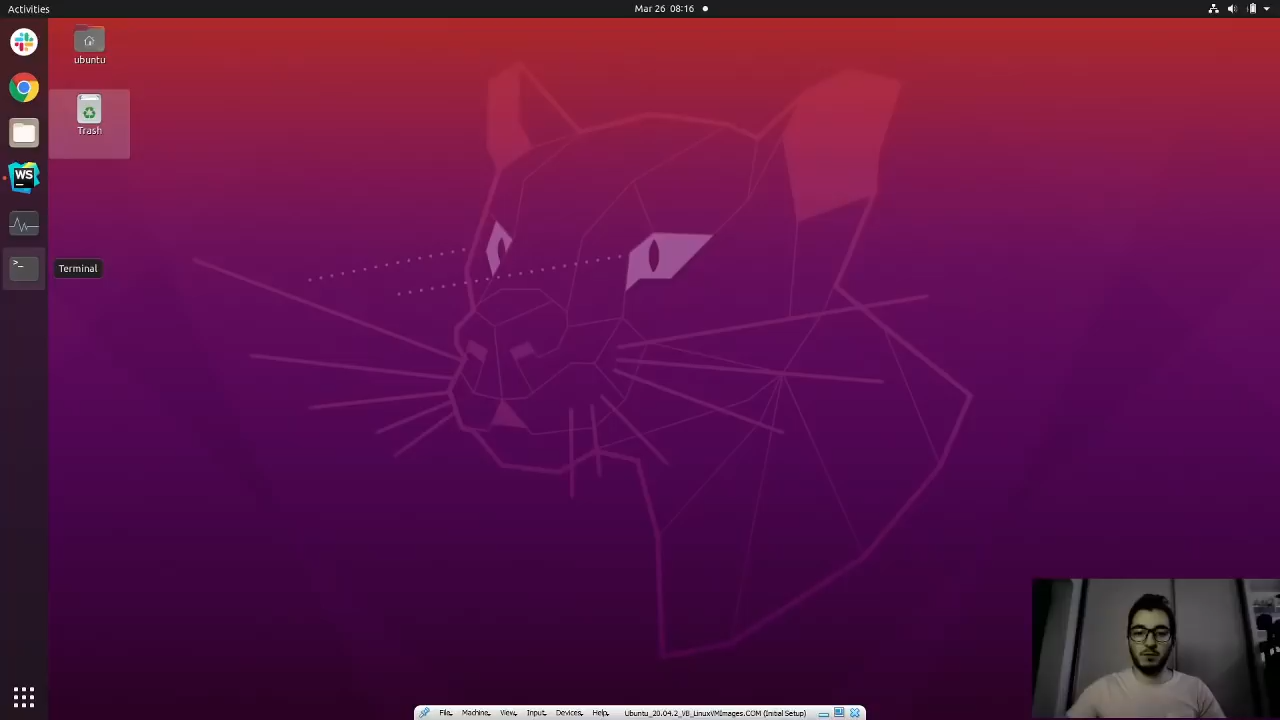 Activities
Mar 26 08:16
ubuntu
Trash
WS
>_
Terminal
File Machine View Input Devices Help Ubuntu_20.04.2_VB_LinuxVMImages.COM (Initial Setup)